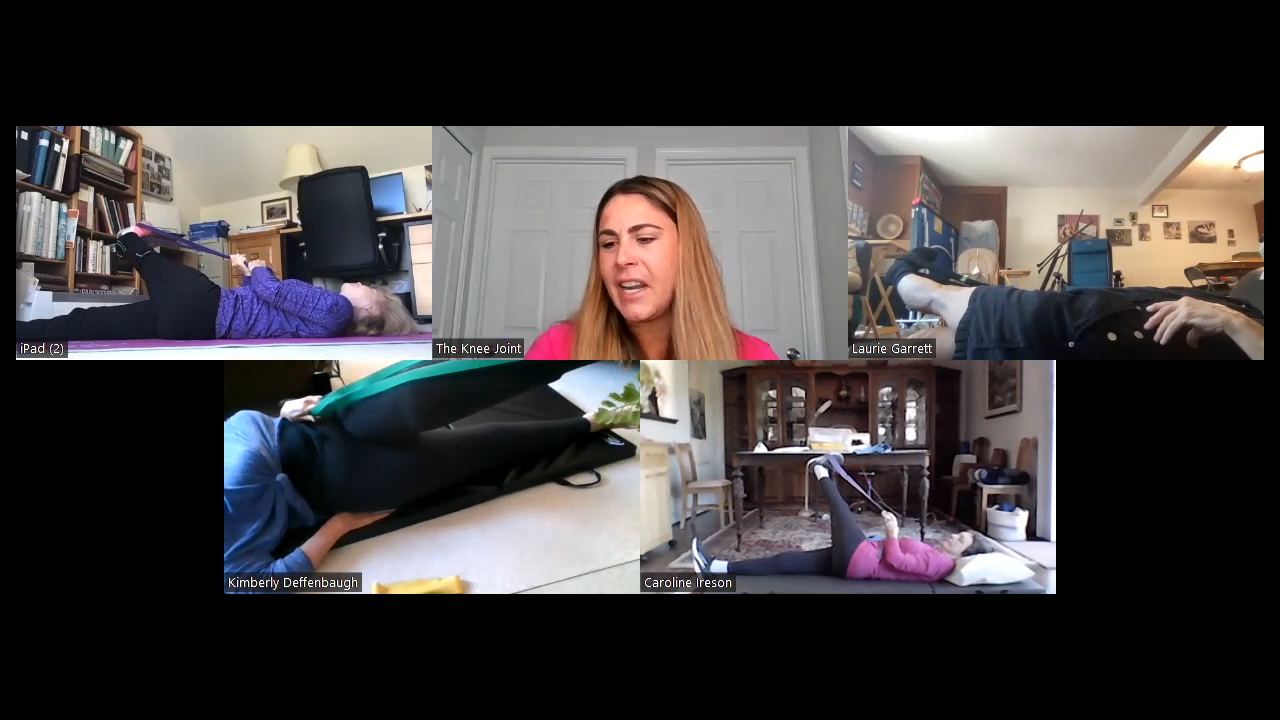 iPad (2)
The Knee Joint
Laurie Garrett
Kimberly Deffenbaugh
Caroline Ireson